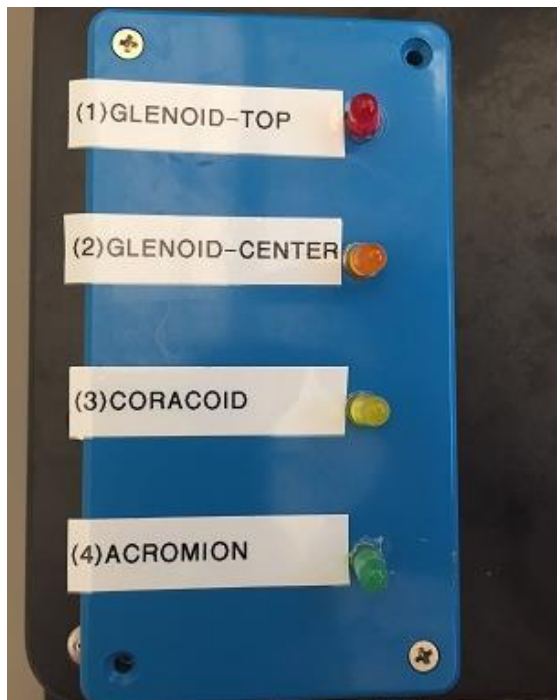 (1)GLENOID-TOP
(2)GLENOID-CENTER
(3)CORACOID
(4)ACROMION